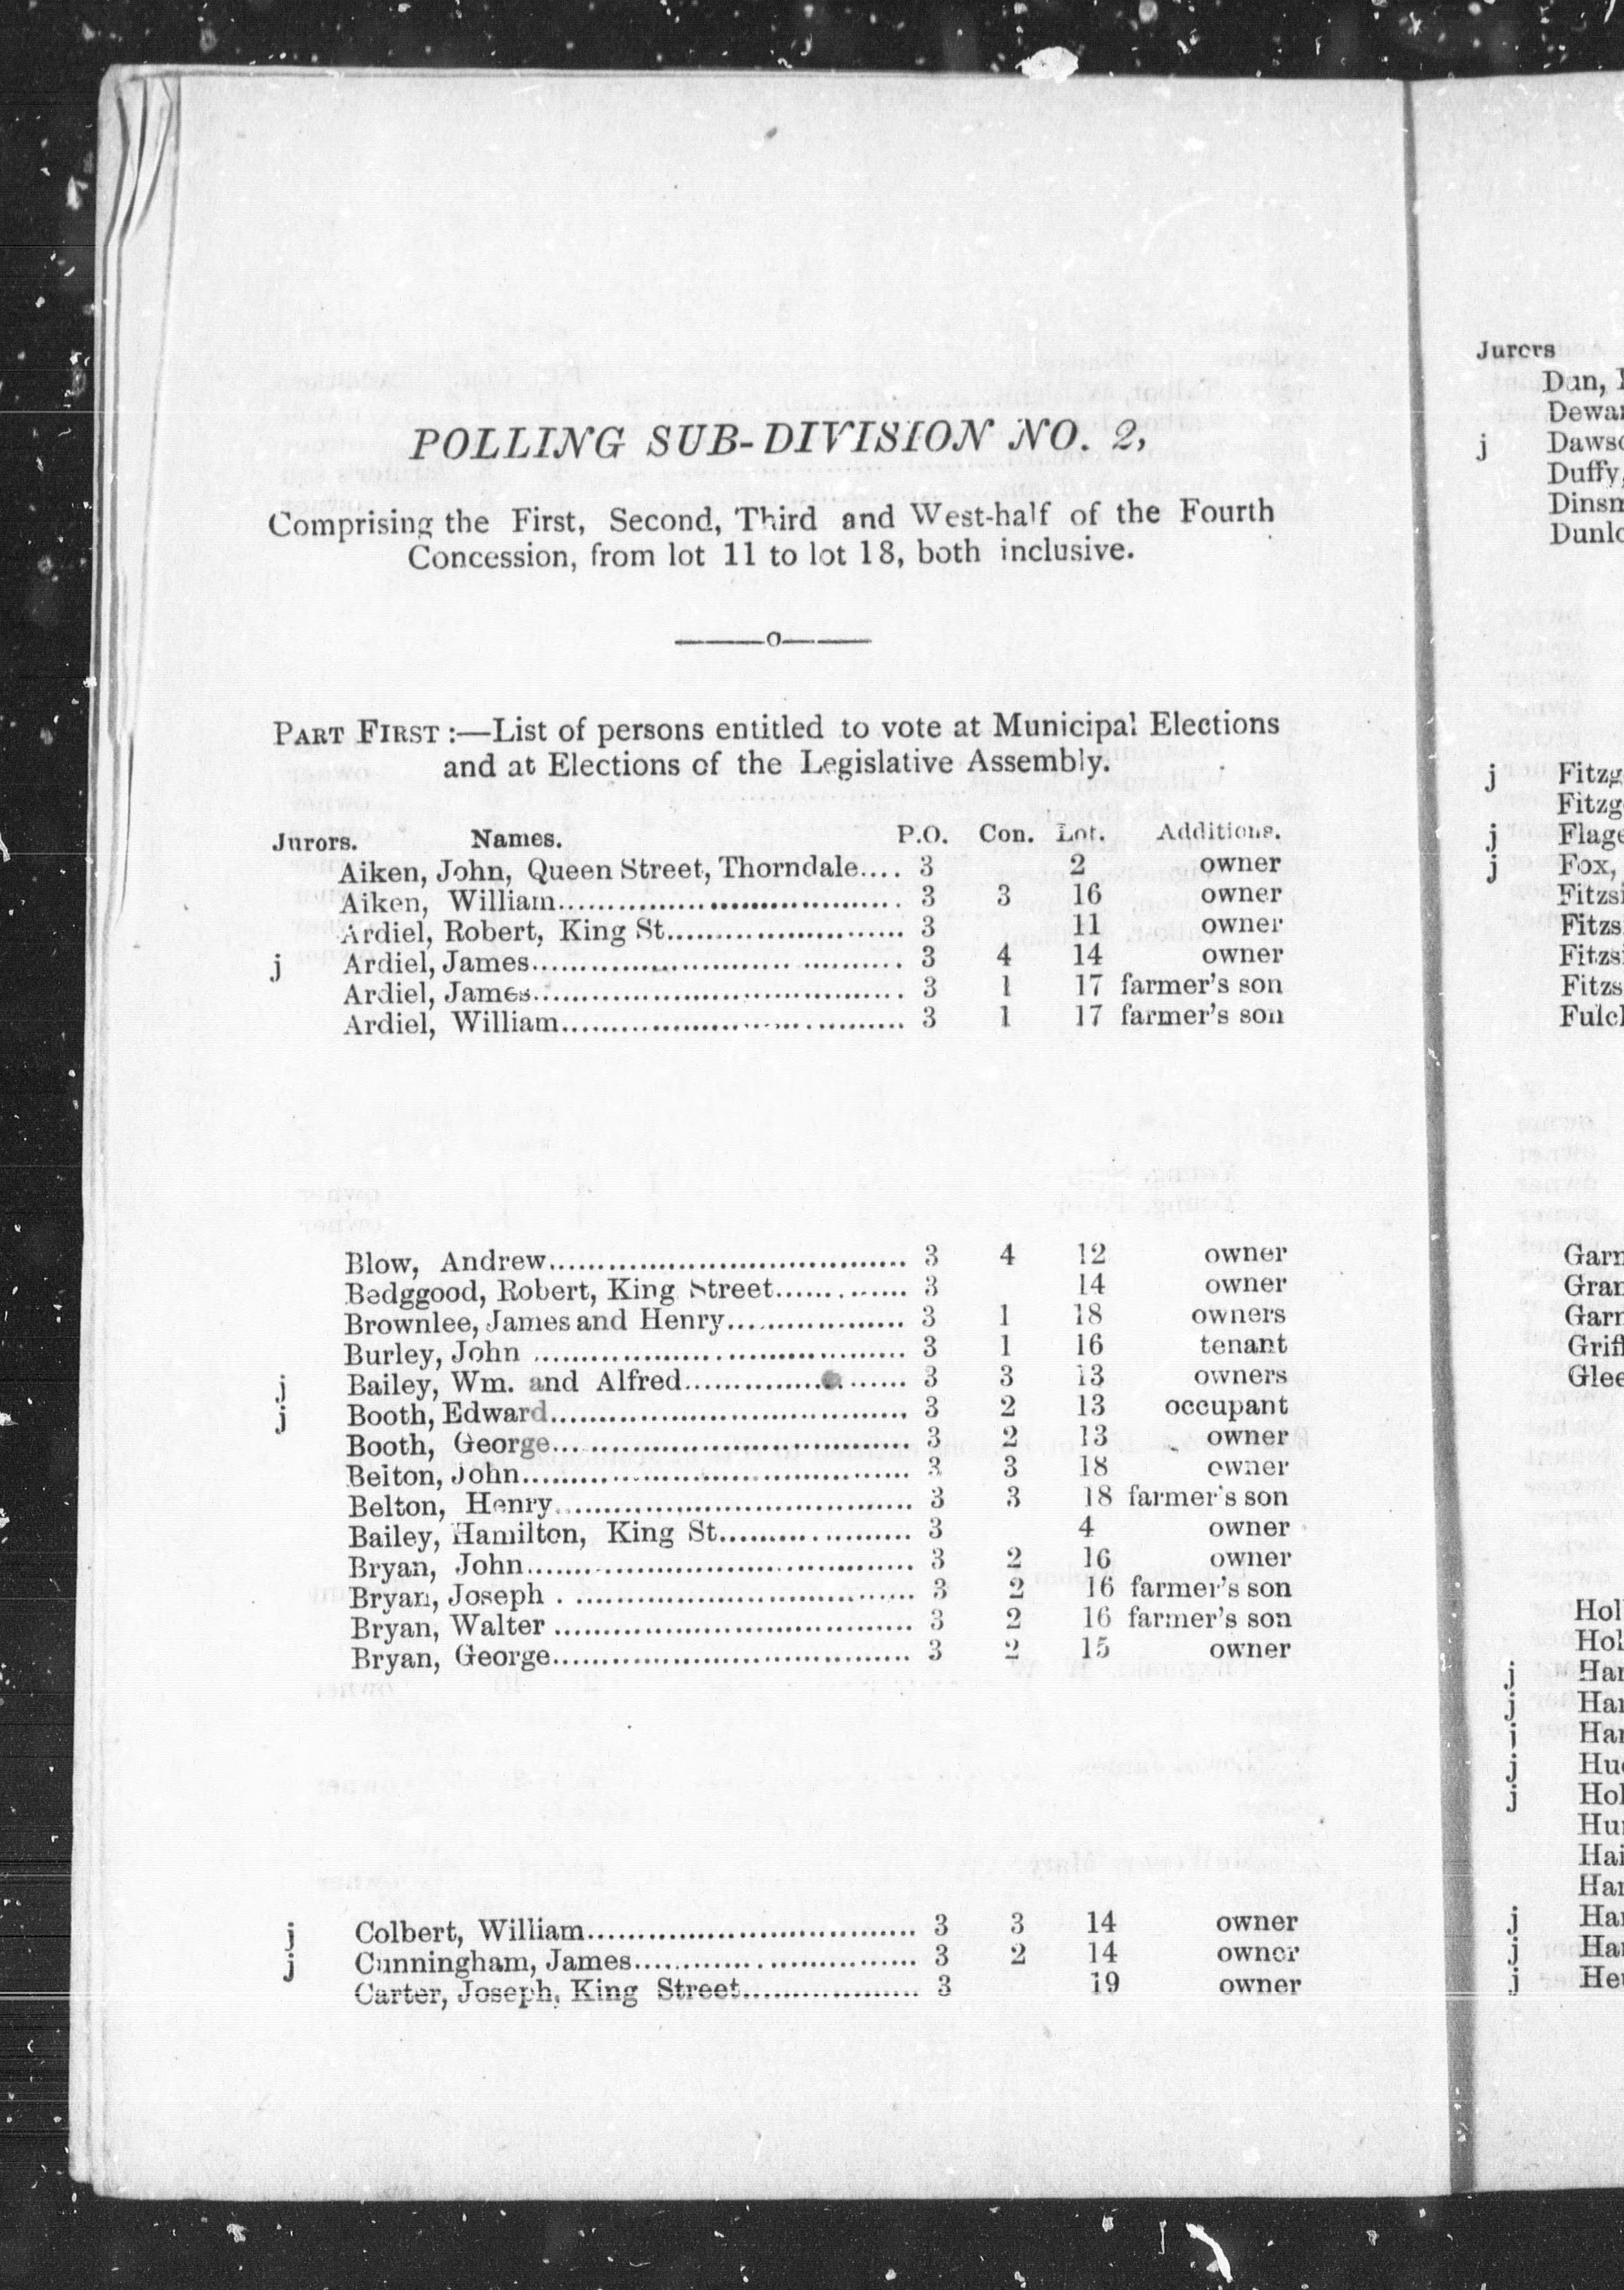 POLLING SUB-DIVISION NO. 2,
Comprising the First, Second, Third and West-half of the Fourth
Concession, from lot 11 to lot 18, both inclusive.
———o———
PART FIRST :—List of persons entitled to vote at Municipal Elections
and at Elections of the Legislative Assembly.
Jurors. Names. P.O. Con. Lot. Additions.
Aiken, John, Queen Street, Thorndale.... 3 2 owner
Aiken, William.................................. 3 3 16 owner
Ardiel, Robert, King St........................ 3 11 owner
j Ardiel, James..................................... 3 4 14 owner
Ardiel, James..................................... 3 1 17 farmer's son
Ardiel, William.................................. 3 1 17 farmer's son
Blow, Andrew.................................... 3 4 12 owner
Bedggood, Robert, King Street............. 3 14 owner
Brownlee, James and Henry.................. 3 1 18 owners
Burley, John ..................................... 3 1 16 tenant
j Bailey, Wm. and Alfred....................... 3 3 13 owners
j Booth, Edward.................................... 3 2 13 occupant
Booth, George.................................... 3 2 13 owner
Belton, John....................................... 3 3 18 owner
Belton, Henry.................................... 3 3 18 farmer's son
Bailey, Hamilton, King St................... 3 4 owner
Bryan, John....................................... 3 2 16 owner
Bryan, Joseph . .................................. 3 2 16 farmer's son
Bryan, Walter .................................... 3 2 16 farmer's son
Bryan, George.................................... 3 2 15 owner
j Colbert, William................................. 3 3 14 owner
j Cunningham, James............................. 3 2 14 owner
Carter, Joseph, King Street.................. 3 19 owner
Jurors
Dun,
j
j
j
j Fox,
j
j
j
j
j
j
j
j